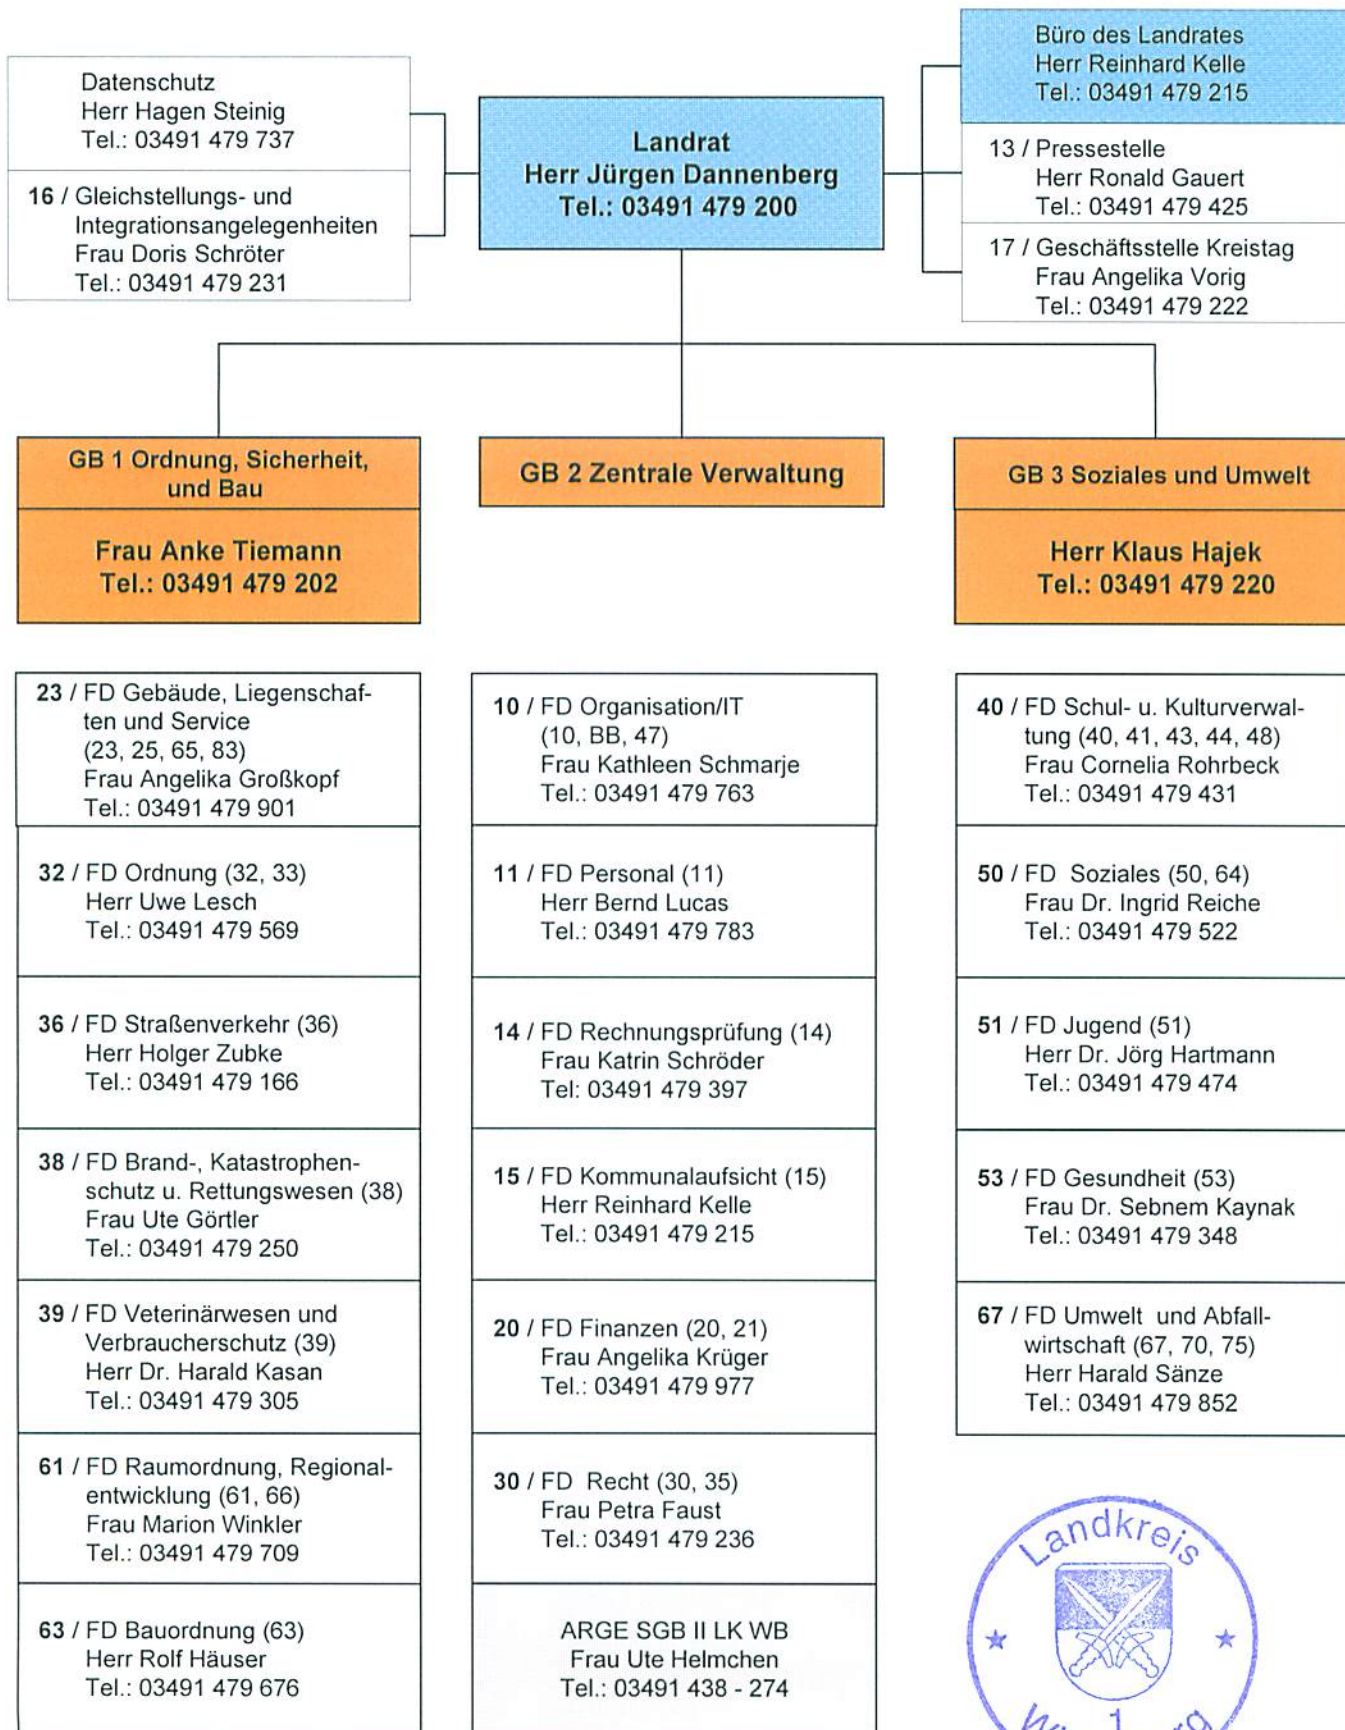 Datenschutz
Herr Hagen Steinig
Tel.: 03491 479 737
16 / Gleichstellungs- und
Integrationsangelegenheiten
Frau Doris Schröter
Tel.: 03491 479 231
Landrat
Herr Jürgen Dannenberg
Tel.: 03491 479 200
Büro des Landrates
Herr Reinhard Kelle
Tel.: 03491 479 215
13 / Pressestelle
Herr Ronald Gauert
Tel.: 03491 479 425
17 / Geschäftsstelle Kreistag
Frau Angelika Vorig
Tel.: 03491 479 222
GB 1 Ordnung, Sicherheit,
und Bau
Frau Anke Tiemann
Tel.: 03491 479 202
GB 2 Zentrale Verwaltung
GB 3 Soziales und Umwelt
Herr Klaus Hajek
Tel.: 03491 479 220
23 / FD Gebäude, Liegenschaf-
ten und Service
(23, 25, 65, 83)
Frau Angelika Großkopf
Tel.: 03491 479 901
32 / FD Ordnung (32, 33)
Herr Uwe Lesch
Tel.: 03491 479 569
36 / FD Straßenverkehr (36)
Herr Holger Zubke
Tel.: 03491 479 166
38 / FD Brand-, Katastrophen-
schutz u. Rettungswesen (38)
Frau Ute Görtler
Tel.: 03491 479 250
39 / FD Veterinärwesen und
Verbraucherschutz (39)
Herr Dr. Harald Kasan
Tel.: 03491 479 305
61 / FD Raumordnung, Regional-
entwicklung (61, 66)
Frau Marion Winkler
Tel.: 03491 479 709
63 / FD Bauordnung (63)
Herr Rolf Häuser
Tel.: 03491 479 676
10 / FD Organisation/IT
(10, BB, 47)
Frau Kathleen Schmarje
Tel.: 03491 479 763
11 / FD Personal (11)
Herr Bernd Lucas
Tel.: 03491 479 783
14 / FD Rechnungsprüfung (14)
Frau Katrin Schröder
Tel: 03491 479 397
15 / FD Kommunalaufsicht (15)
Herr Reinhard Kelle
Tel.: 03491 479 215
20 / FD Finanzen (20, 21)
Frau Angelika Krüger
Tel.: 03491 479 977
30 / FD Recht (30, 35)
Frau Petra Faust
Tel.: 03491 479 236
ARGE SGB II LK WB
Frau Ute Helmchen
Tel.: 03491 438 - 274
40 / FD Schul- u. Kulturverwal-
tung (40, 41, 43, 44, 48)
Frau Cornelia Rohrbeck
Tel.: 03491 479 431
50 / FD Soziales (50, 64)
Frau Dr. Ingrid Reiche
Tel.: 03491 479 522
51 / FD Jugend (51)
Herr Dr. Jörg Hartmann
Tel.: 03491 479 474
53 / FD Gesundheit (53)
Frau Dr. Sebnem Kaynak
Tel.: 03491 479 348
67 / FD Umwelt und Abfall-
wirtschaft (67, 70, 75)
Herr Harald Sänze
Tel.: 03491 479 852
Landkreis
1